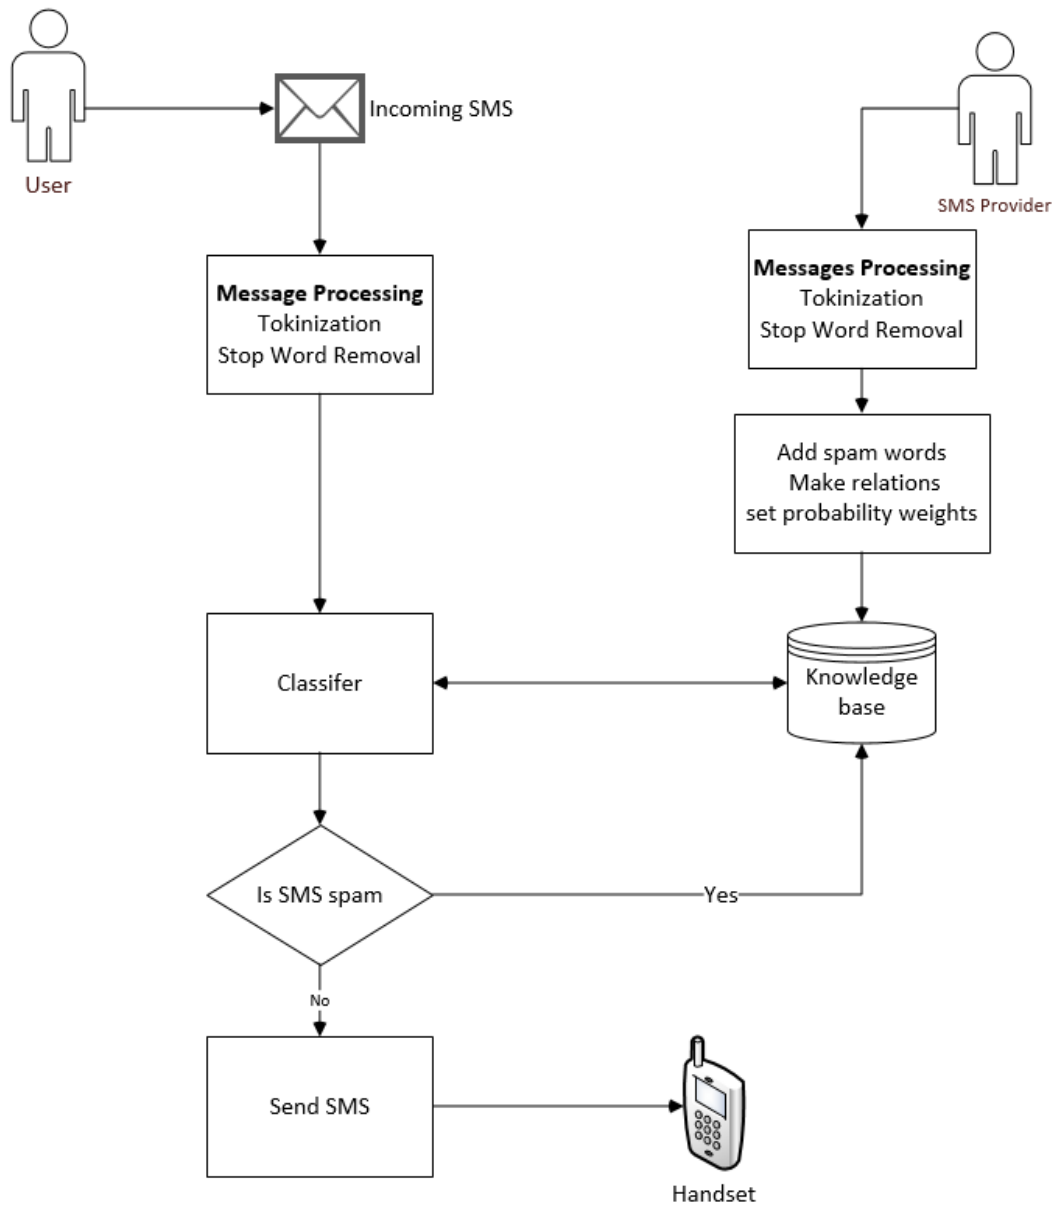 Incoming SMS
User
SMS Provider
Message Processing
Tokinization
Stop Word Removal
Messages Processing
Tokinization
Stop Word Removal
Add spam words
Make relations
set probability weights
Classifer
Knowledge
base
Is SMS spam
Yes
No
Send SMS
Handset